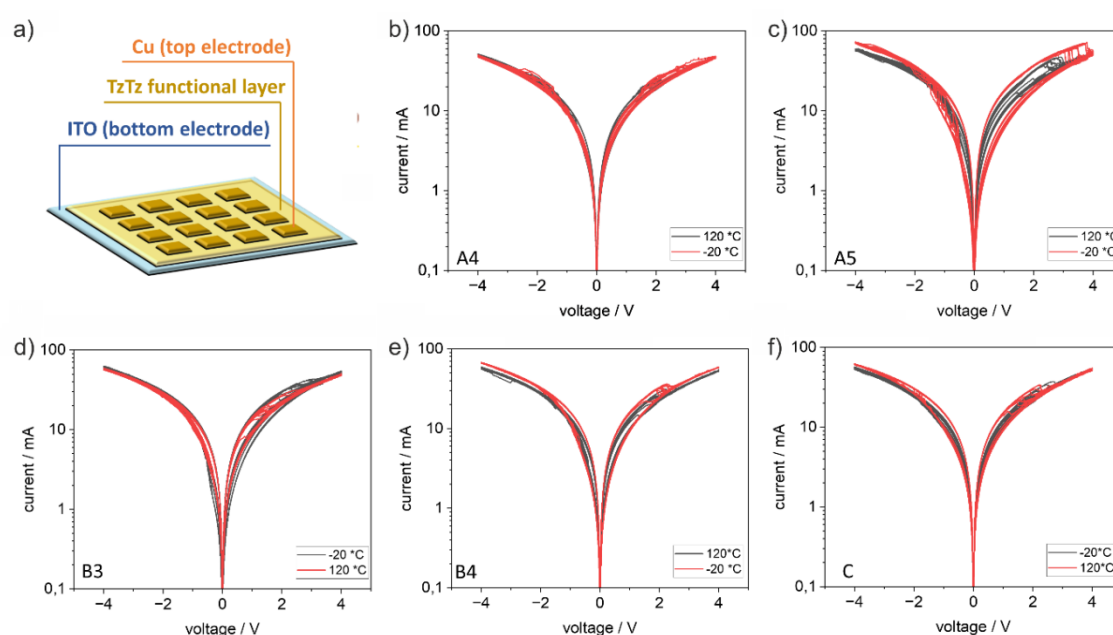 a)
Cu (top electrode)
TzTz functional layer
ITO (bottom electrode)
b)
current / mA
100
10
1
0,1
−4 −2 0 2 4
voltage / V
A4
120 *C
-20 *C
c)
current / mA
100
10
1
0,1
−4 −2 0 2 4
voltage / V
A5
120 *C
-20 *C
d)
current / mA
100
10
1
0,1
−4 −2 0 2 4
voltage / V
B3
-20 *C
120 *C
e)
current / mA
100
10
1
0,1
−4 −2 0 2 4
voltage / V
B4
120*C
-20 *C
f)
current / mA
100
10
1
0,1
−4 −2 0 2 4
voltage / V
C
-20*C
120*C